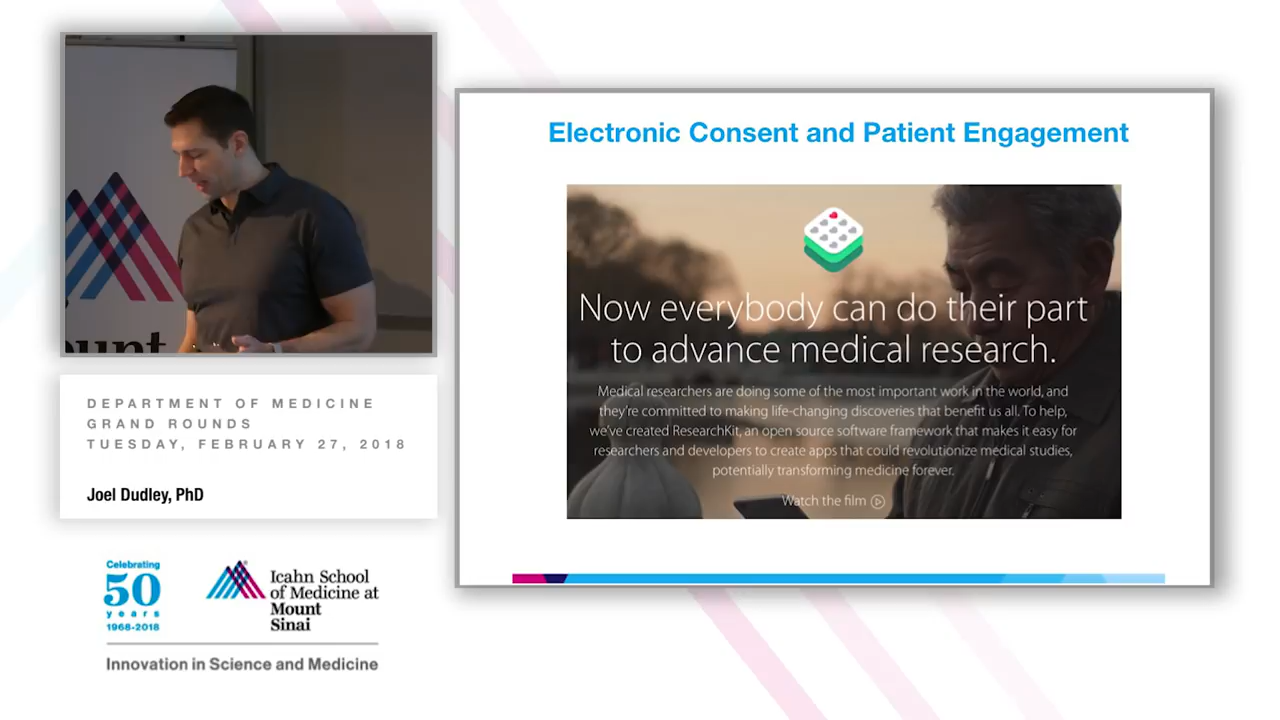 ount
DEPARTMENT OF MEDICINE
GRAND ROUNDS
TUESDAY, FEBRUARY 27, 2018
Joel Dudley, PhD
Celebrating
50
years
1968-2018
Icahn School
of Medicine at
Mount
Sinai
Innovation in Science and Medicine
Electronic Consent and Patient Engagement
Now everybody can do their part
to advance medical research.
Medical researchers are doing some of the most important work in the world, and
they're committed to making life-changing discoveries that benefit us all. To help,
we've created ResearchKit, an open source software framework that makes it easy for
researchers and developers to create apps that could revolutionize medical studies,
potentially transforming medicine forever.
Watch the film